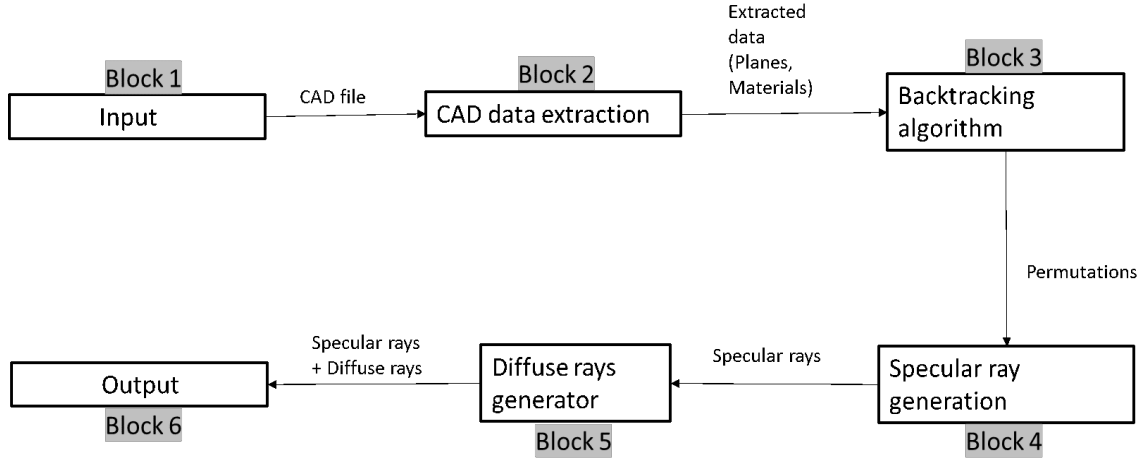 Block 1
Input
CAD file
Block 2
CAD data extraction
Extracted
data
(Planes,
Materials)
Block 3
Backtracking
algorithm
Permutations
Specular ray
generation
Block 4
Specular rays
Diffuse rays
generator
Block 5
Specular rays
+ Diffuse rays
Output
Block 6